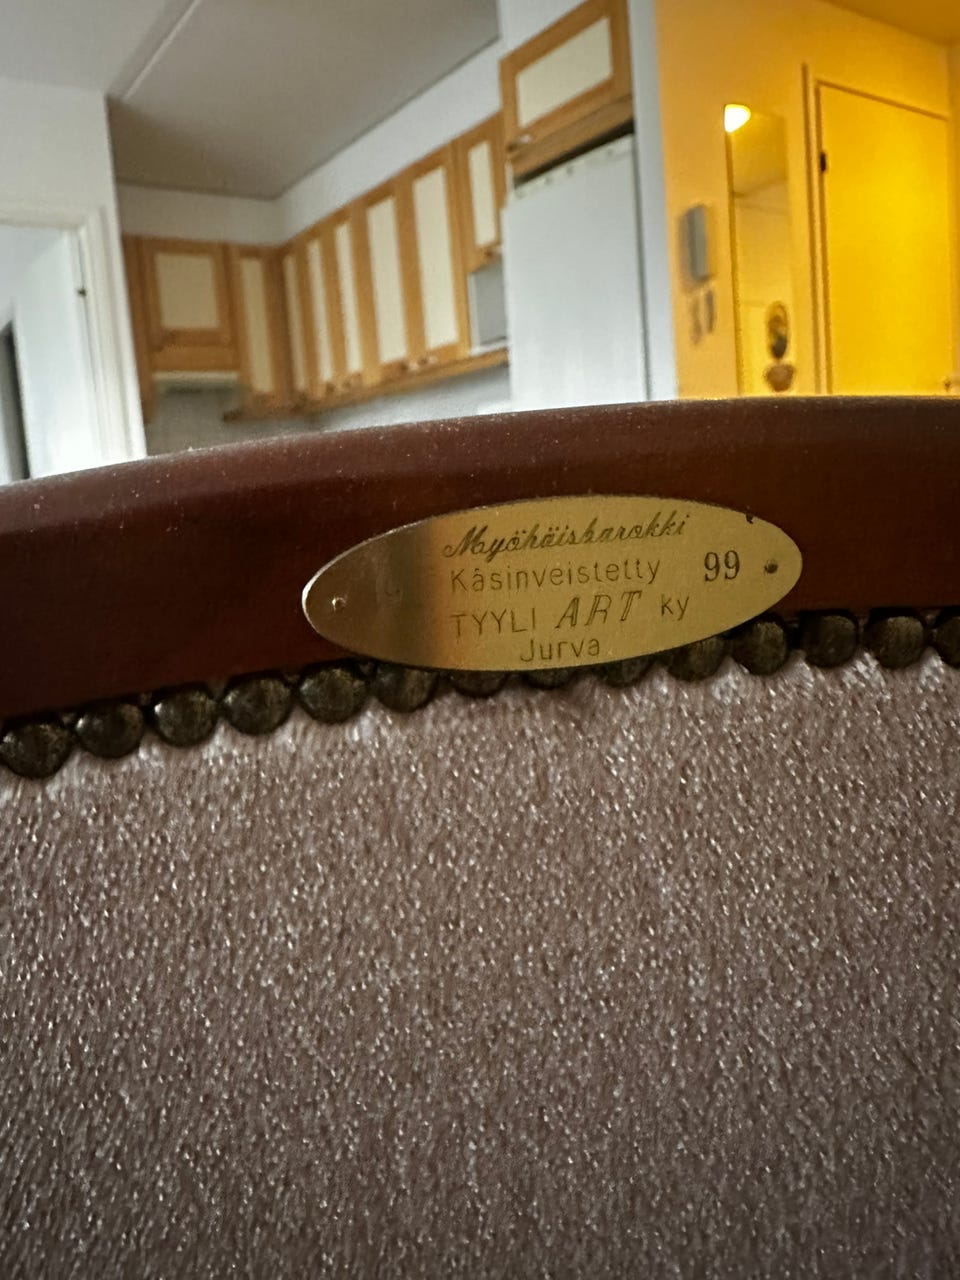 Myöhäisbarokki
Käsinveistetty 99
TYYLI ART ky
Jurva